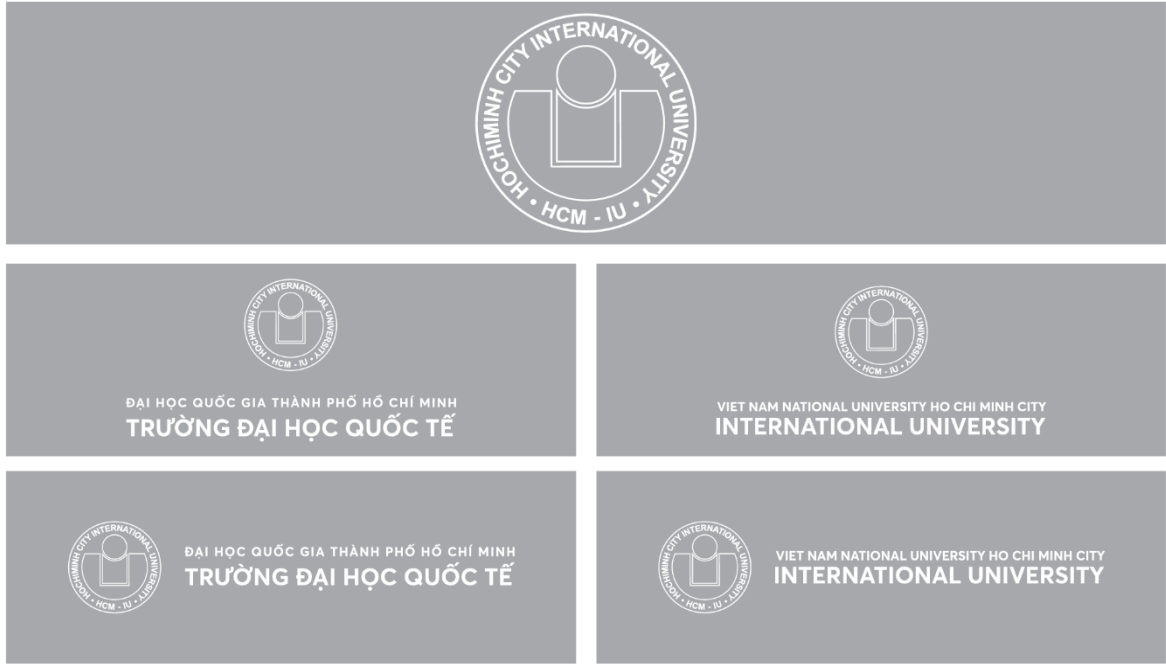 HOCHIMINH CITY INTERNATIONAL UNIVERSITY
• HCM - IU •
HOCHIMINH CITY INTERNATIONAL UNIVERSITY
• HCM - IU •
ĐẠI HỌC QUỐC GIA THÀNH PHỐ HỒ CHÍ MINH
TRƯỜNG ĐẠI HỌC QUỐC TẾ
HOCHIMINH CITY INTERNATIONAL UNIVERSITY
• HCM - IU •
VIET NAM NATIONAL UNIVERSITY HO CHI MINH CITY
INTERNATIONAL UNIVERSITY
HOCHIMINH CITY INTERNATIONAL UNIVERSITY
• HCM - IU •
ĐẠI HỌC QUỐC GIA THÀNH PHỐ HỒ CHÍ MINH
TRƯỜNG ĐẠI HỌC QUỐC TẾ
HOCHIMINH CITY INTERNATIONAL UNIVERSITY
• HCM - IU •
VIET NAM NATIONAL UNIVERSITY HO CHI MINH CITY
INTERNATIONAL UNIVERSITY